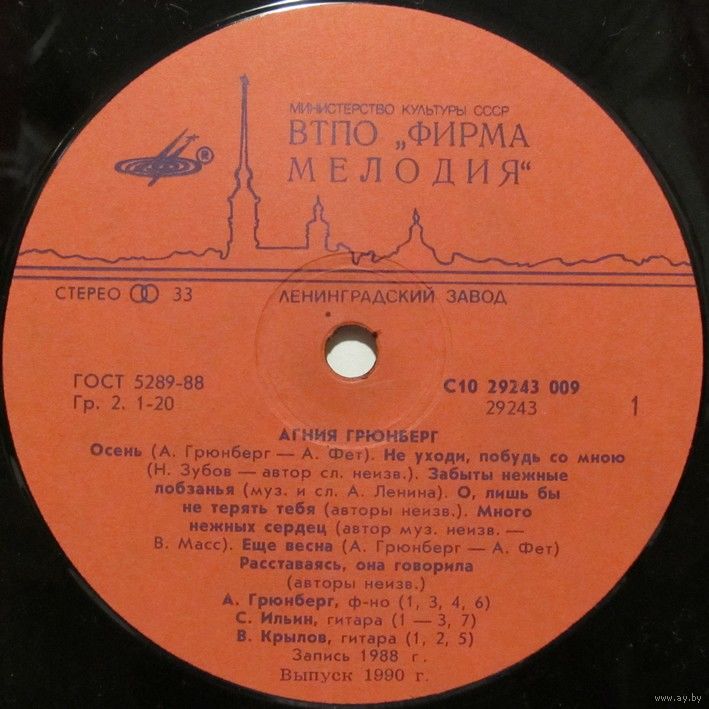 МИНИСТЕРСТВО КУЛЬТУРЫ СССР
ВТПО „ФИРМА
МЕЛОДИЯ“
®
СТЕРЕО 33
ЛЕНИНГРАДСКИЙ ЗАВОД
ГОСТ 5289-88
Гр. 2. 1-20
С10 29243 009
29243
1
АГНИЯ ГРЮНБЕРГ
Осень (А. Грюнберг — А. Фет). Не уходи, побудь со мною
(Н. Зубов — автор сл. неизв.). Забыты нежные
лобзанья (муз. и сл. А. Ленина). О, лишь бы
не терять тебя (авторы неизв.). Много
нежных сердец (автор муз. неизв. —
В. Масс). Еще весна (А. Грюнберг — А. Фет)
Расставаясь, она говорила
(авторы неизв.)
А. Грюнберг, ф-но (1, 3, 4, 6)
С. Ильин, гитара (1 — 3, 7)
В. Крылов, гитара (1, 2, 5)
Запись 1988 г.
Выпуск 1990 г.
www.ay.by